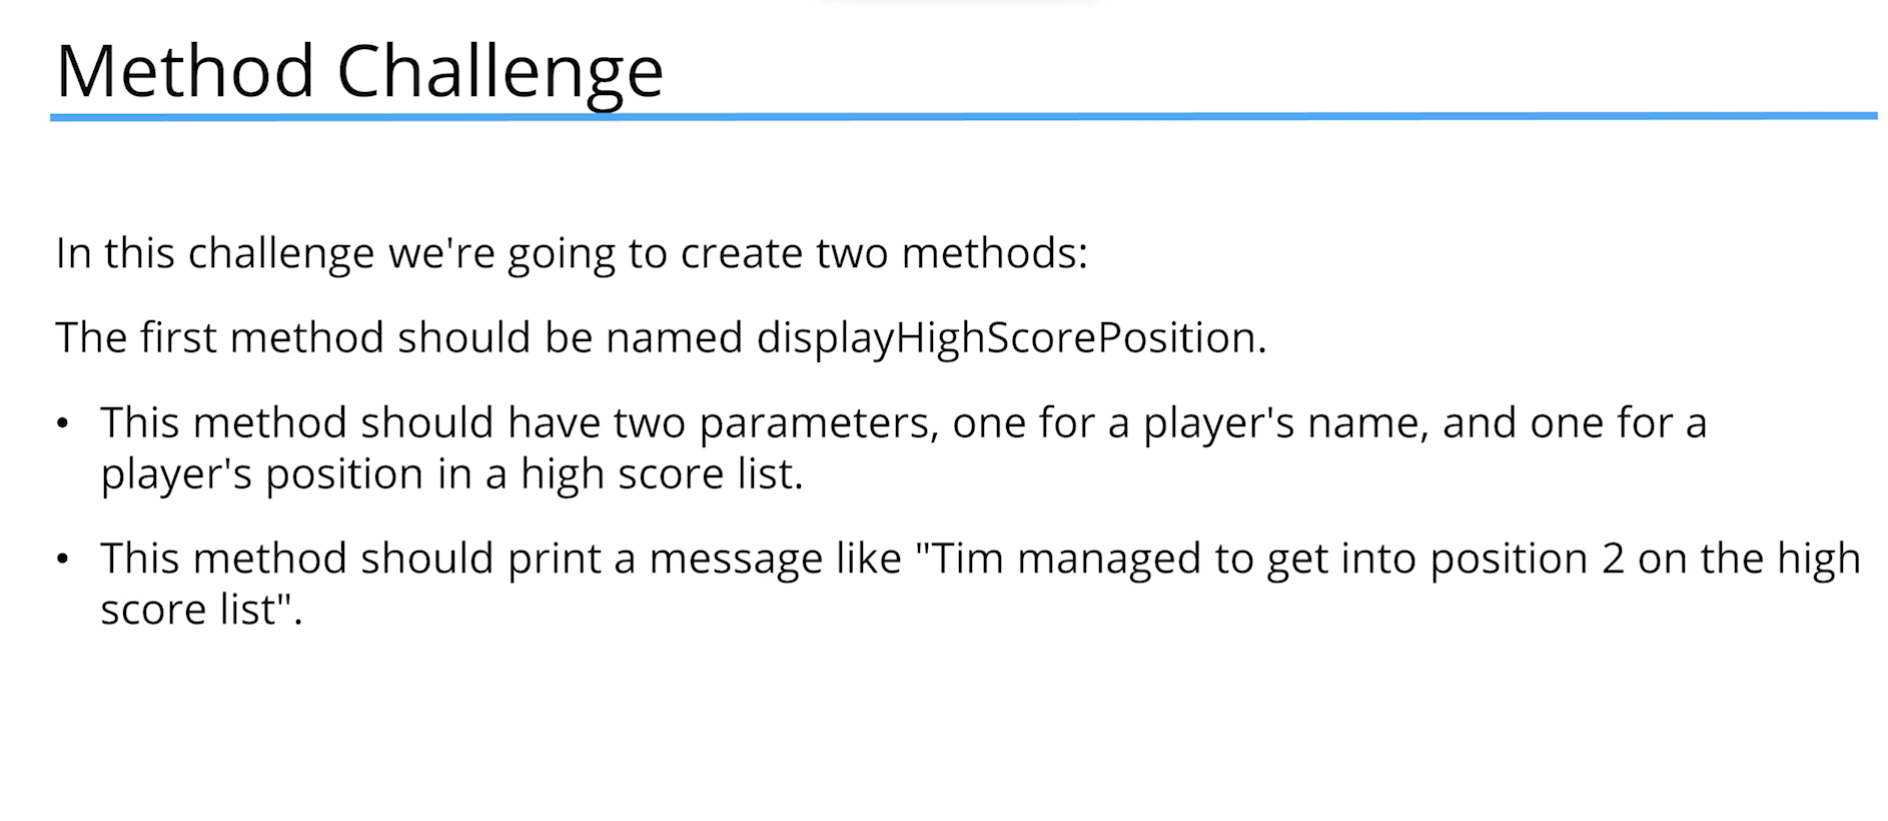 Method Challenge
In this challenge we're going to create two methods:
The first method should be named displayHighScorePosition.
• This method should have two parameters, one for a player's name, and one for a
player's position in a high score list.
• This method should print a message like "Tim managed to get into position 2 on the high
score list".